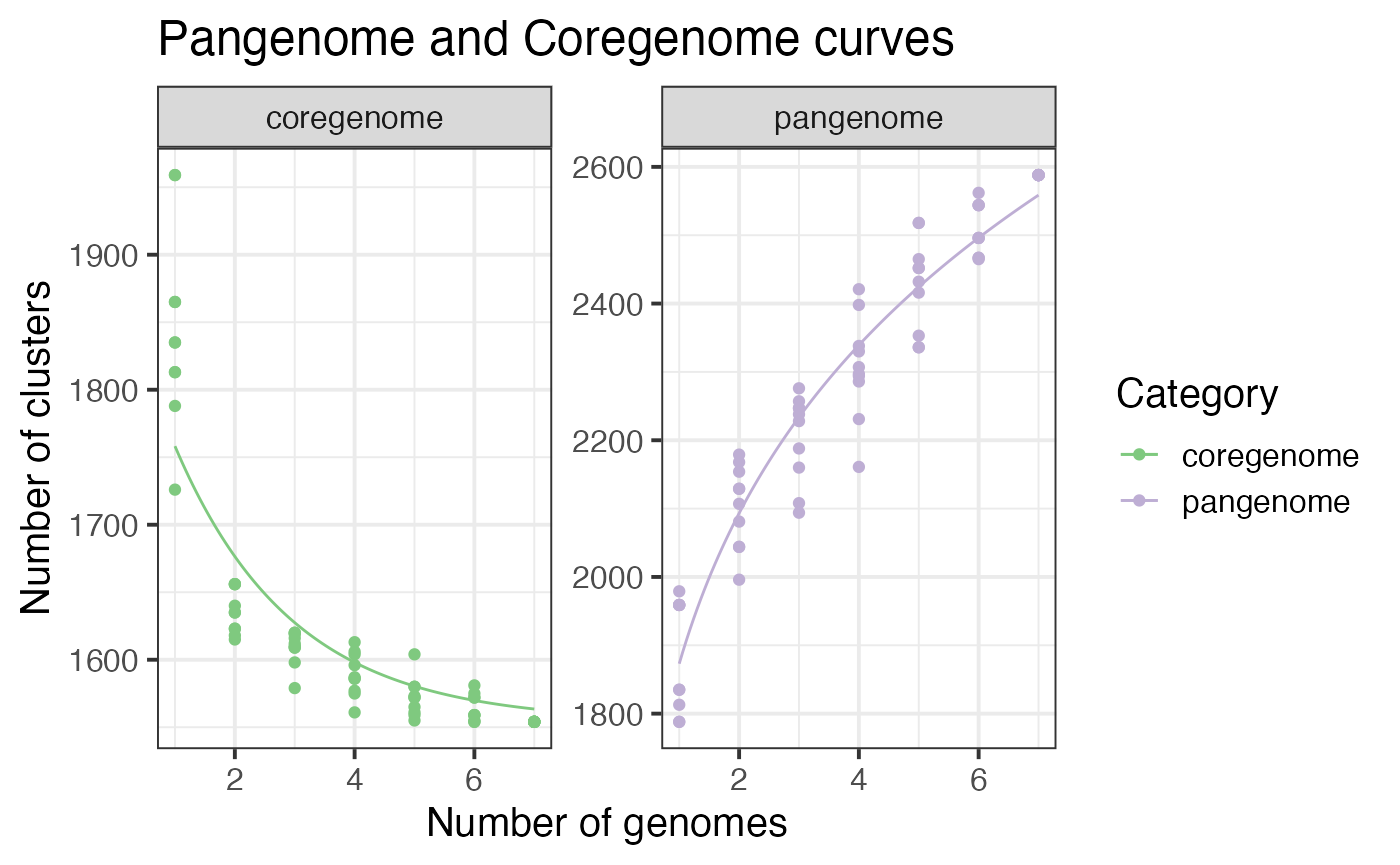 Pangenome and Coregenome curves
coregenome
pangenome
Number of clusters
1900
1800
1700
1600
2600
2400
2200
2000
1800
2
4
6
2
4
6
Number of genomes
Category
coregenome
pangenome